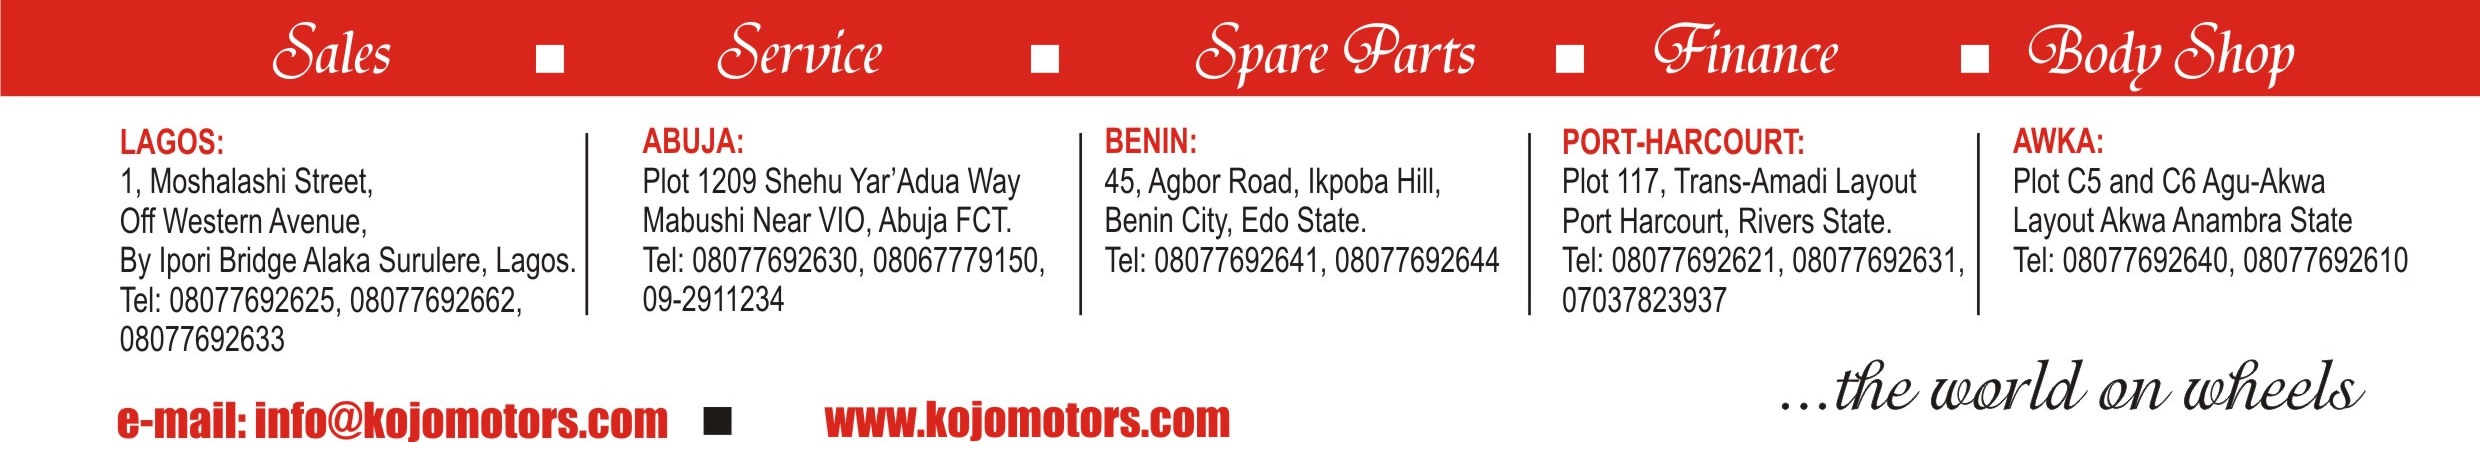 Sales Service Spare Parts Finance Body Shop
LAGOS:
1, Moshalashi Street,
Off Western Avenue,
By Ipori Bridge Alaka Surulere, Lagos.
Tel: 08077692625, 08077692662,
08077692633
ABUJA:
Plot 1209 Shehu Yar’Adua Way
Mabushi Near VIO, Abuja FCT.
Tel: 08077692630, 08067779150,
09-2911234
BENIN:
45, Agbor Road, Ikpoba Hill,
Benin City, Edo State.
Tel: 08077692641, 08077692644
PORT-HARCOURT:
Plot 117, Trans-Amadi Layout
Port Harcourt, Rivers State.
Tel: 08077692621, 08077692631,
07037823937
AWKA:
Plot C5 and C6 Agu-Akwa
Layout Akwa Anambra State
Tel: 08077692640, 08077692610
...the world on wheels
e-mail: info@kojomotors.com ■ www.kojomotors.com